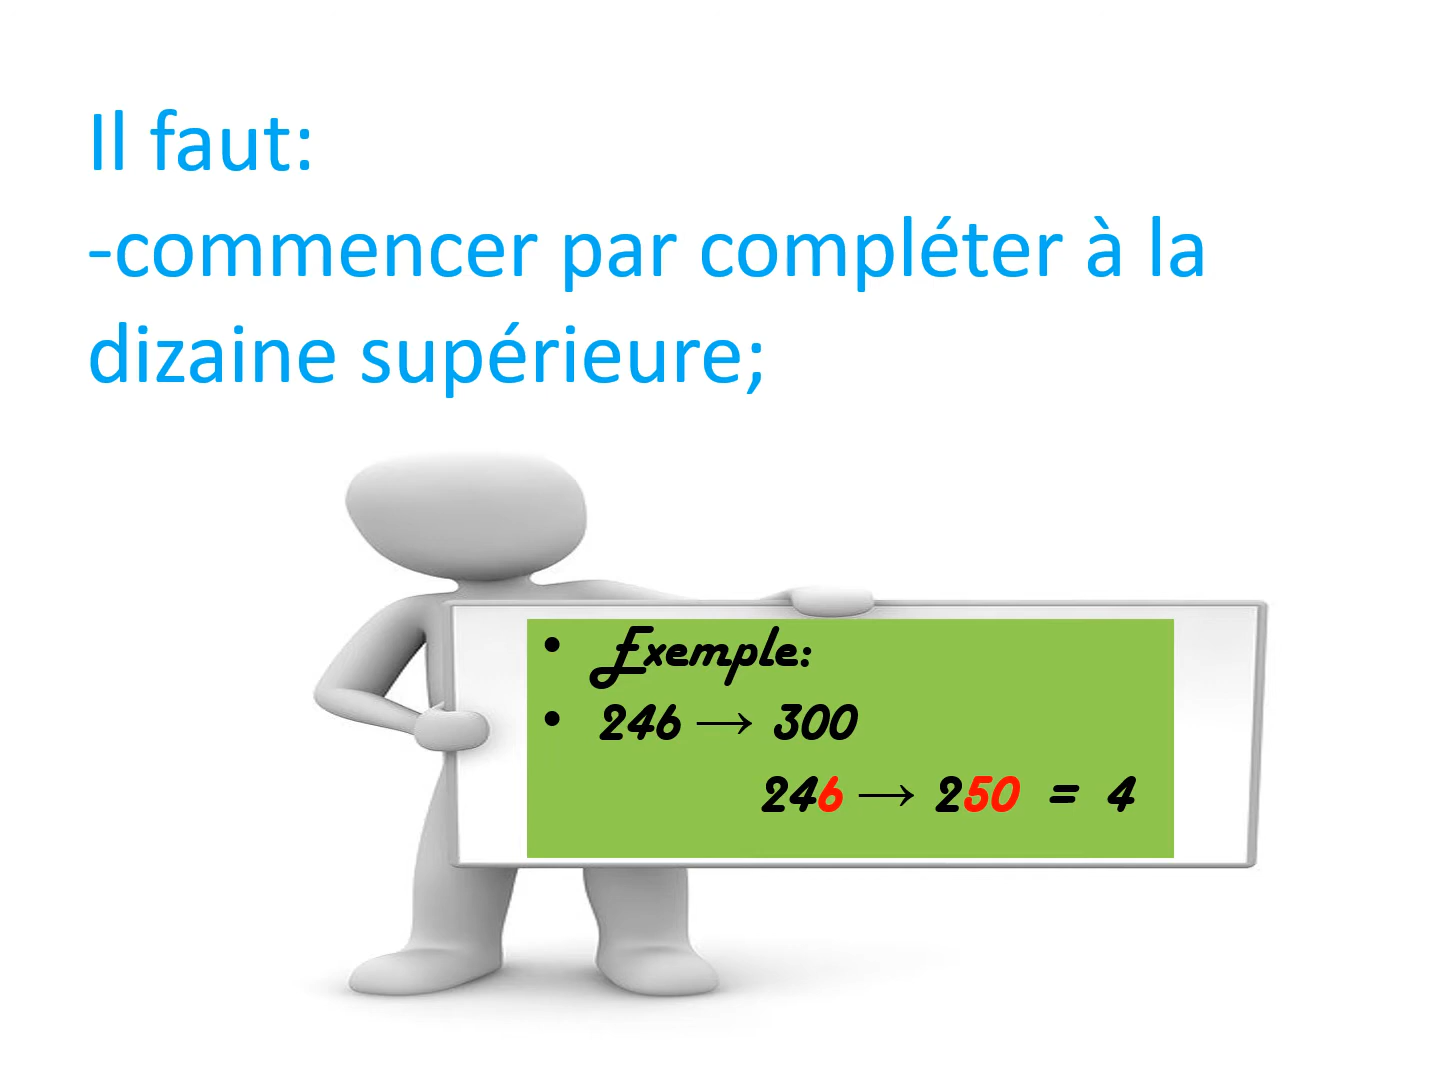 Il faut:
-commencer par compléter à la
dizaine supérieure;
• Exemple:
• 246 → 300
246 → 250 = 4